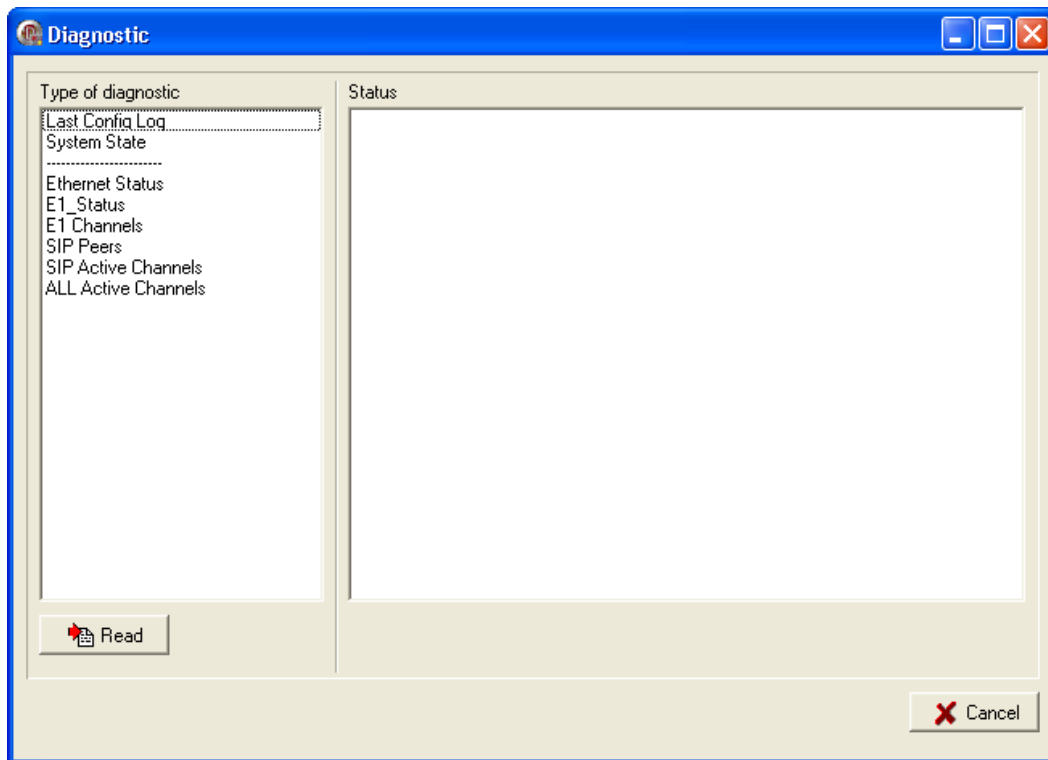 Diagnostic
Type of diagnostic
Last Config Log
System State
------------------------
Ethernet Status
E1_Status
E1 Channels
SIP Peers
SIP Active Channels
ALL Active Channels
Status
Read
Cancel